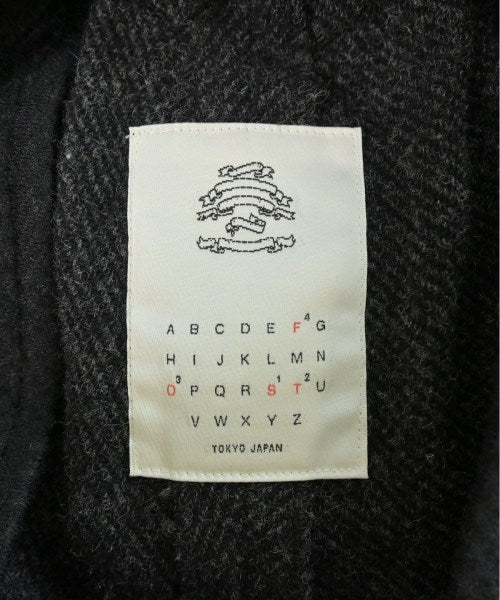 A B C D E F⁴ G
H I J K L M N
O³ P Q R S¹ T² U
V W X Y Z
TOKYO JAPAN